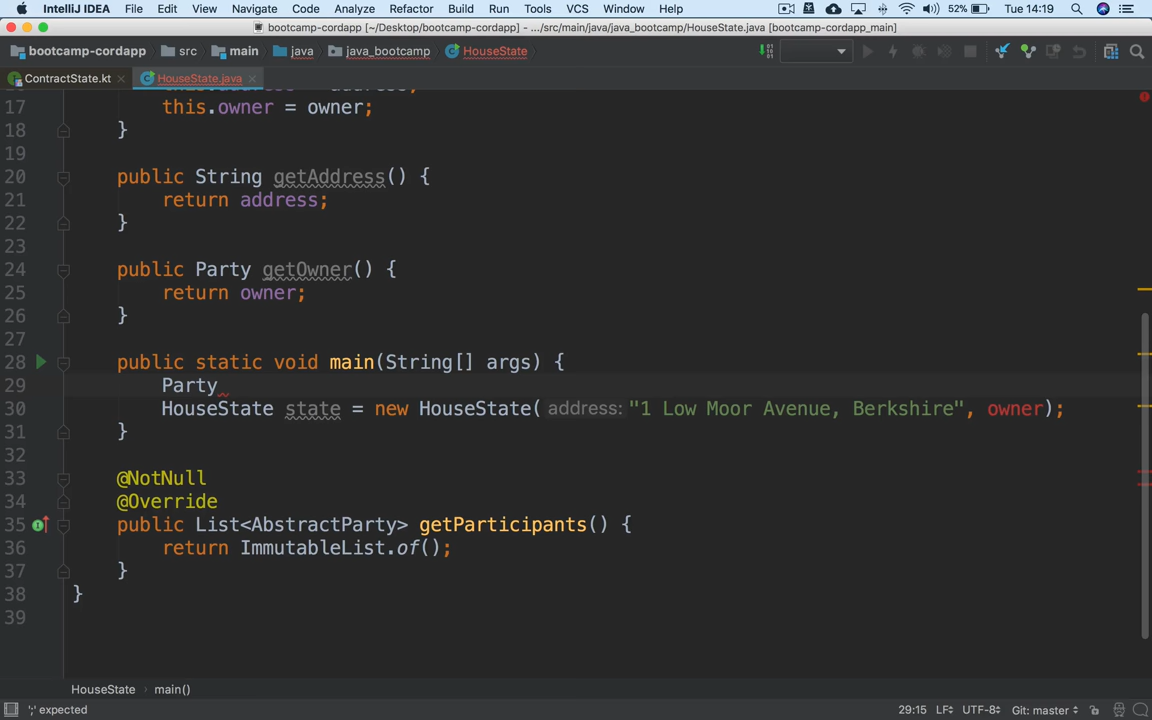 IntelliJ IDEA File Edit View Navigate Code Analyze Refactor Build Run Tools VCS Window Help 52% Tue 14:19
bootcamp-cordapp [~/Desktop/bootcamp-cordapp] - .../src/main/java/java_bootcamp/HouseState.java [bootcamp-cordapp_main]
bootcamp-cordapp src main java java_bootcamp HouseState
ContractState.kt HouseState.java
17 this.owner = owner;
18 }
19
20 public String getAddress() {
21 return address;
22 }
23
24 public Party getOwner() {
25 return owner;
26 }
27
28 public static void main(String[] args) {
29 Party
30 HouseState state = new HouseState( address: "1 Low Moor Avenue, Berkshire", owner);
31 }
32
33 @NotNull
34 @Override
35 public List<AbstractParty> getParticipants() {
36 return ImmutableList.of();
37 }
38 }
39
HouseState › main()
';' expected 29:15 LF UTF-8 Git: master